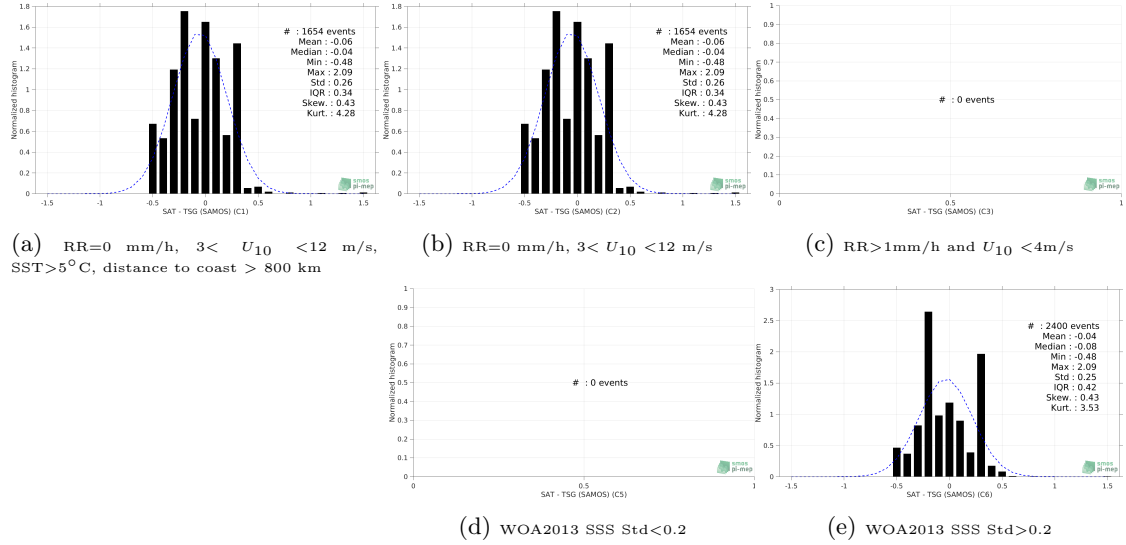 1.8
1.6
1.4
1.2
1
0.8
0.6
0.4
0.2
0
Normalized histogram
# : 1654 events
Mean : -0.06
Median : -0.04
Min : -0.48
Max : 2.09
Std : 0.26
IQR : 0.34
Skew. : 0.43
Kurt. : 4.28
smos
pi-mep
-1.5 -1 -0.5 0 0.5 1 1.5
SAT - TSG (SAMOS) (C1)
(a) RR=0 mm/h, 3< U10 <12 m/s,
SST>5°C, distance to coast > 800 km
1.8
1.6
1.4
1.2
1
0.8
0.6
0.4
0.2
0
Normalized histogram
# : 1654 events
Mean : -0.06
Median : -0.04
Min : -0.48
Max : 2.09
Std : 0.26
IQR : 0.34
Skew. : 0.43
Kurt. : 4.28
smos
pi-mep
-1.5 -1 -0.5 0 0.5 1 1.5
SAT - TSG (SAMOS) (C2)
(b) RR=0 mm/h, 3< U10 <12 m/s
1
0.9
0.8
0.7
0.6
0.5
0.4
0.3
0.2
0.1
0
Normalized histogram
# : 0 events
smos
pi-mep
0 0.5 1
SAT - TSG (SAMOS) (C3)
(c) RR>1mm/h and U10 <4m/s
1
0.9
0.8
0.7
0.6
0.5
0.4
0.3
0.2
0.1
0
Normalized histogram
# : 0 events
smos
pi-mep
0 0.5 1
SAT - TSG (SAMOS) (C5)
(d) WOA2013 SSS Std<0.2
3
2.5
2
1.5
1
0.5
0
Normalized histogram
# : 2400 events
Mean : -0.04
Median : -0.08
Min : -0.48
Max : 2.09
Std : 0.25
IQR : 0.42
Skew. : 0.43
Kurt. : 3.53
smos
pi-mep
-1.5 -1 -0.5 0 0.5 1 1.5
SAT - TSG (SAMOS) (C6)
(e) WOA2013 SSS Std>0.2